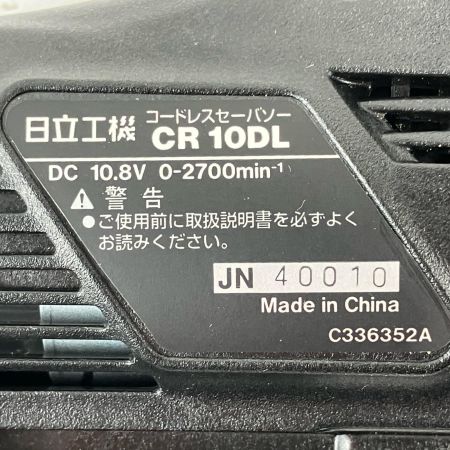 日立工機 コードレスセーバソー
CR 10DL
DC 10.8V 0-2700min-1
⚠ 警告
●ご使用前に取扱説明書を必ずよく
お読みください。
JN 40010
Made in China
C336352A